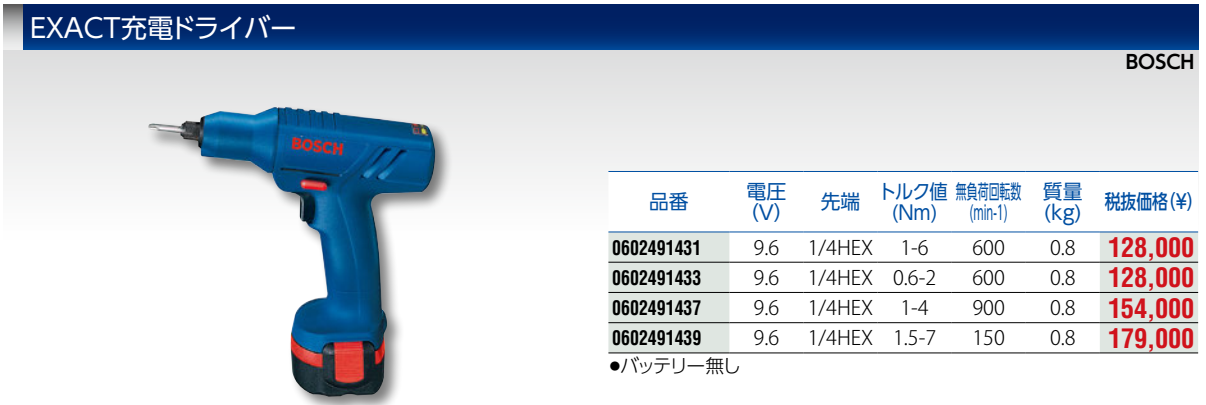 EXACT充電ドライバー
BOSCH
BOSCH
品番 電圧(V) 先端 トルク値(Nm) 無負荷回転数(min-1) 質量(kg) 税抜価格(¥)
0602491431 9.6 1/4HEX 1-6 600 0.8 128,000
0602491433 9.6 1/4HEX 0.6-2 600 0.8 128,000
0602491437 9.6 1/4HEX 1-4 900 0.8 154,000
0602491439 9.6 1/4HEX 1.5-7 150 0.8 179,000
●バッテリー無し